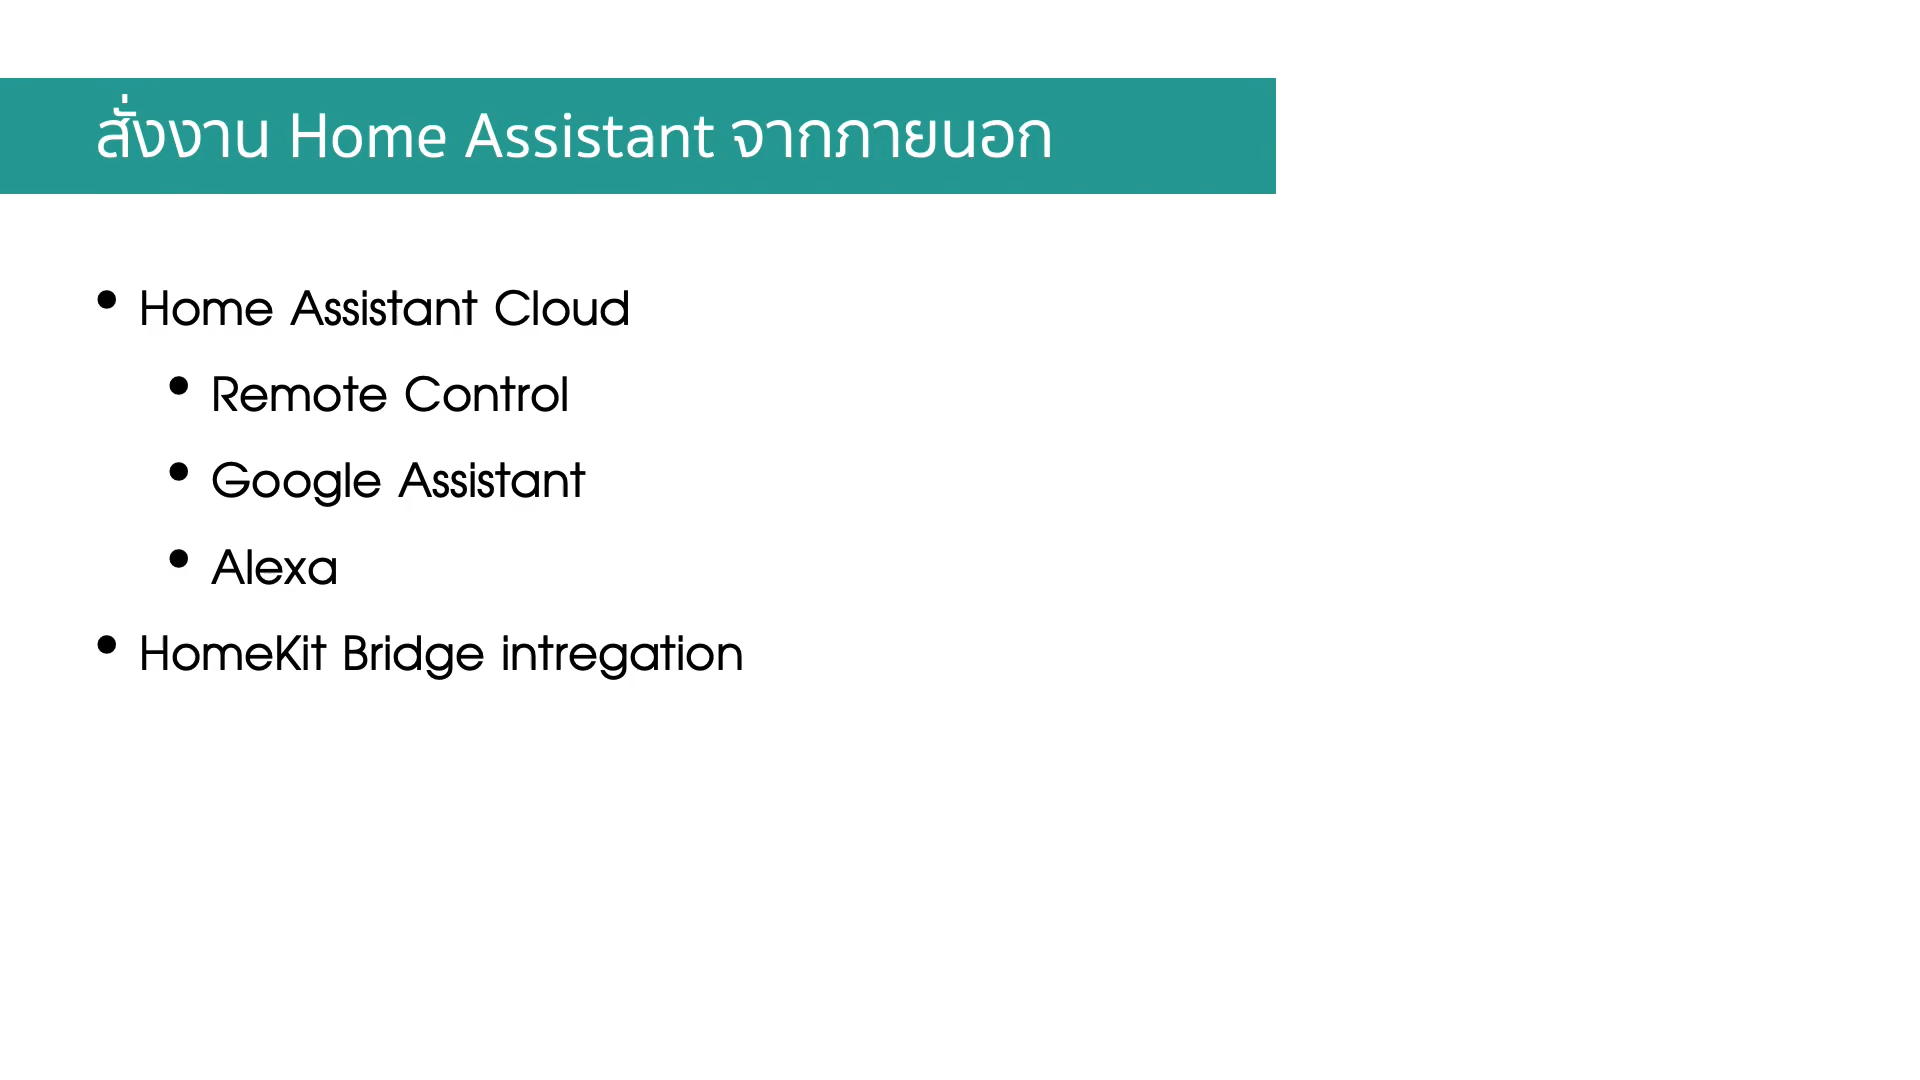 สั่งงาน Home Assistant จากภายนอก
• Home Assistant Cloud
• Remote Control
• Google Assistant
• Alexa
• HomeKit Bridge intregation